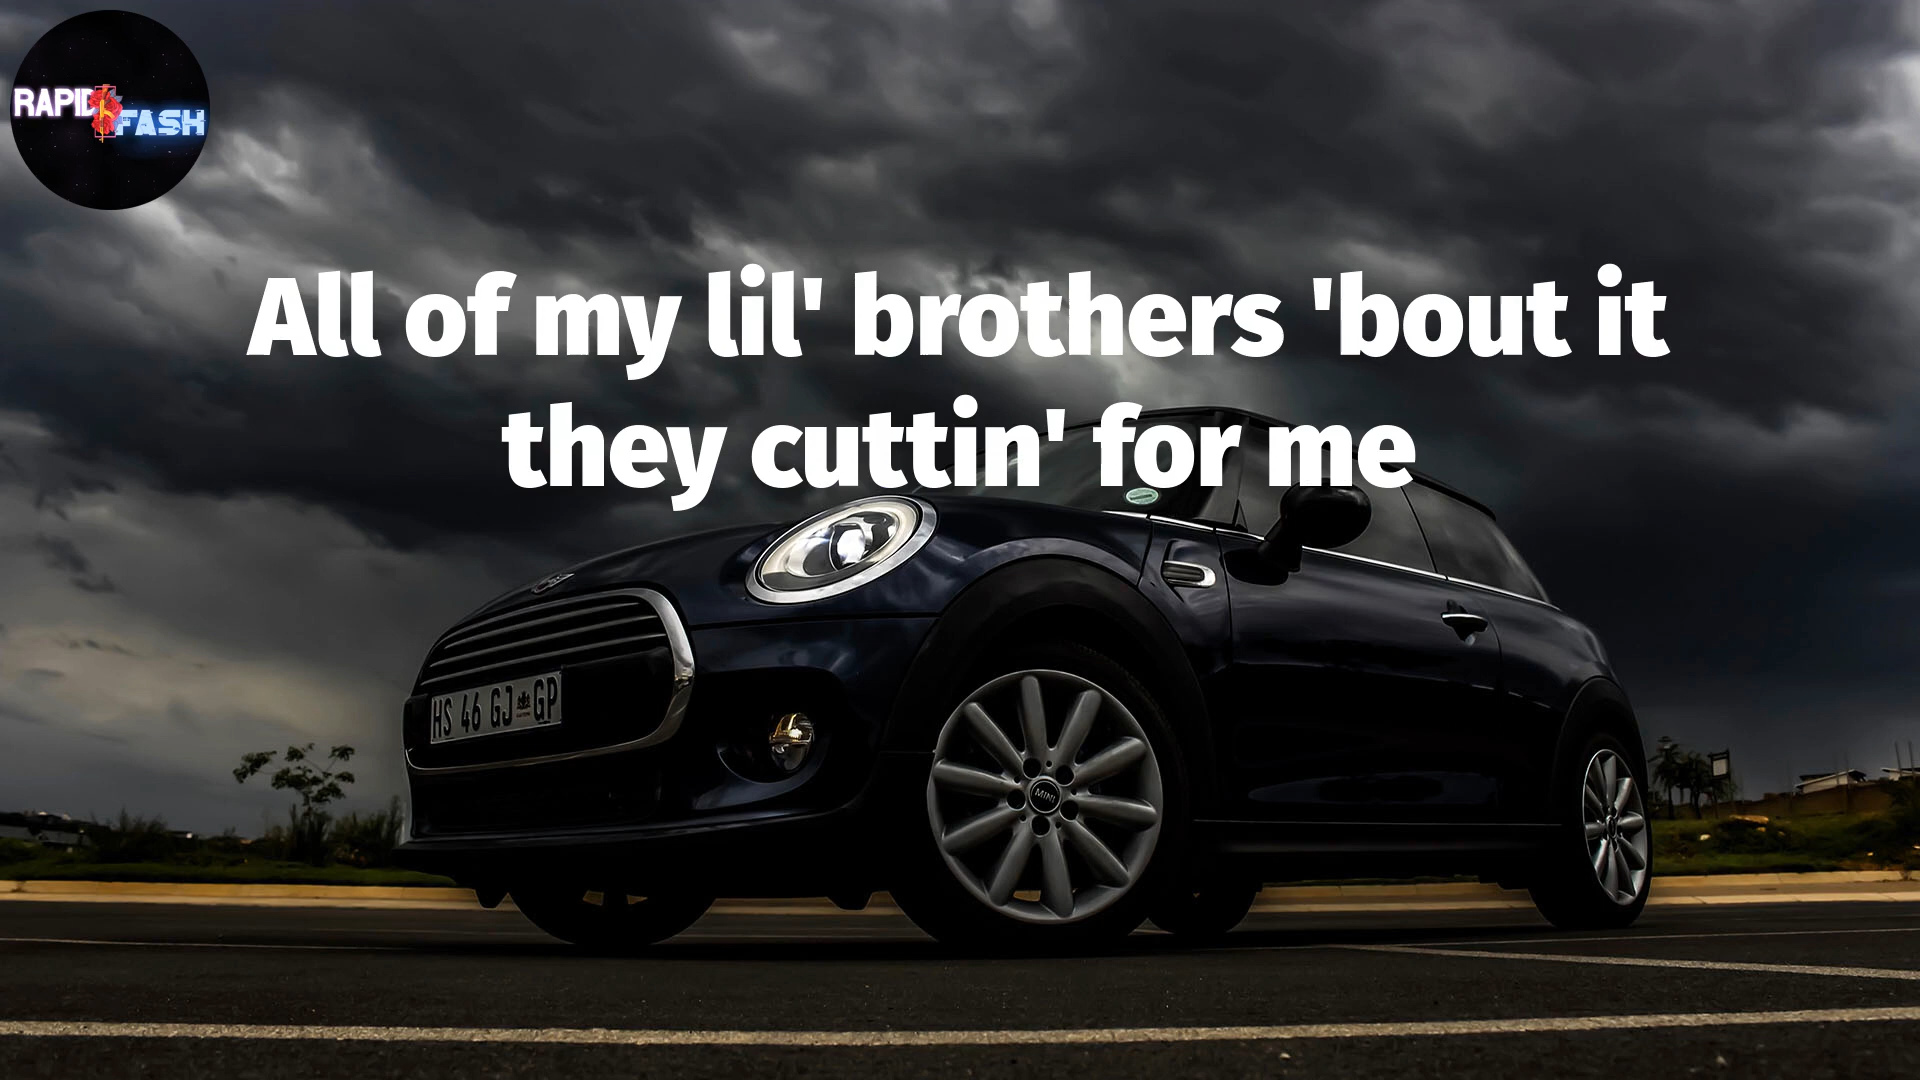 RAPID
FASH
All of my lil' brothers 'bout it
they cuttin' for me
HS 46 GJ GP
MINI